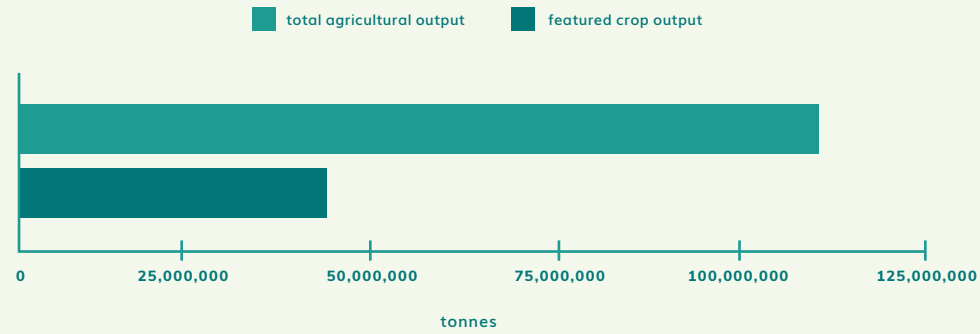 total agricultural output featured crop output
0 25,000,000 50,000,000 75,000,000 100,000,000 125,000,000
tonnes